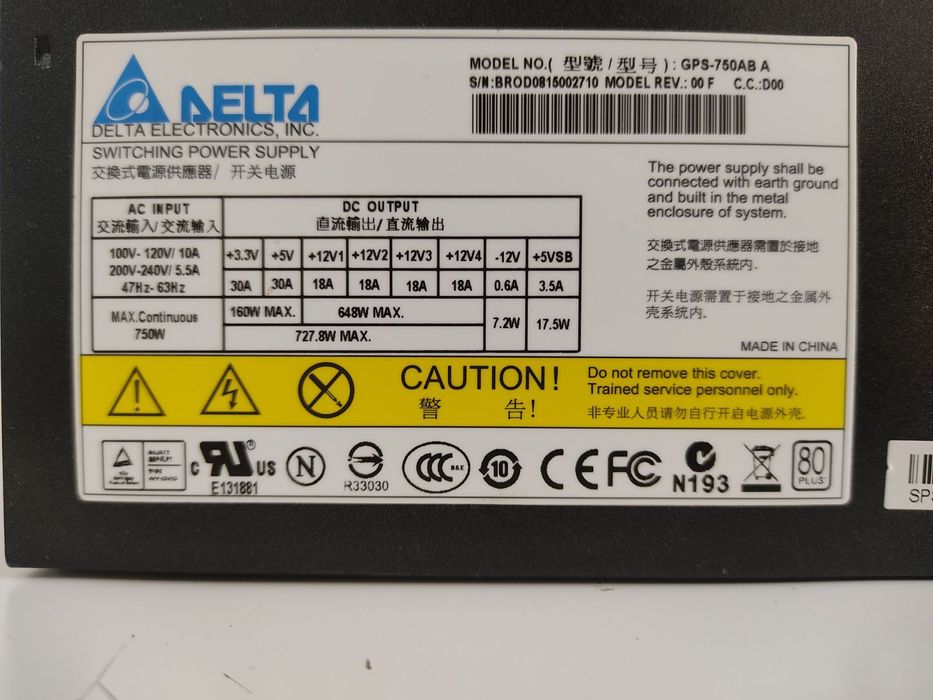 DELTA
DELTA ELECTRONICS, INC.
MODEL NO.( 型號 / 型号 ) : GPS-750AB A
S/N:BROD0815002710 MODEL REV.: 00 F C.C.:D00
SWITCHING POWER SUPPLY
交換式電源供應器/ 开关电源
AC INPUT
交流輸入/交流输入
DC OUTPUT
直流輸出/直流输出
100V- 120V/ 10A
200V-240V/ 5.5A
47Hz- 63Hz
+3.3V +5V +12V1 +12V2 +12V3 +12V4 -12V +5VSB
30A 30A 18A 18A 18A 18A 0.6A 3.5A
MAX.Continuous
750W
160W MAX. 648W MAX. 7.2W 17.5W
727.8W MAX.
The power supply shall be
connected with earth ground
and built in the metal
enclosure of system.
交換式電源供應器需置於接地
之金屬外殼系統內.
开关电源需置于接地之金属外
壳系统内.
MADE IN CHINA
CAUTION!
警 告!
Do not remove this cover.
Trained service personnel only.
非专业人员请勿自行开启电源外壳.
c RU US
E131881
N
R33030
CCC S&E
10
CE FC
N193
80
PLUS
SPS